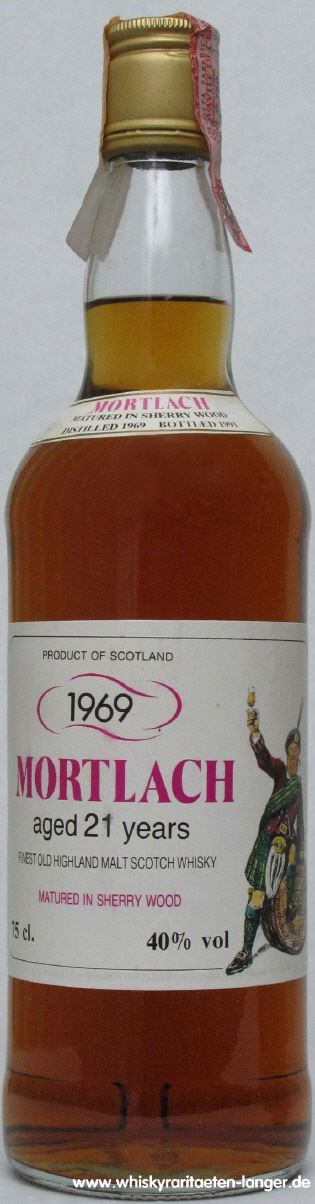 MORTLACH
MATURED IN SHERRY WOOD
DISTILLED 1969 BOTTLED 1991
PRODUCT OF SCOTLAND
1969
MORTLACH
aged 21 years
FINEST OLD HIGHLAND MALT SCOTCH WHISKY
MATURED IN SHERRY WOOD
75 cl.
40% vol
www.whiskyraritaeten-langer.de